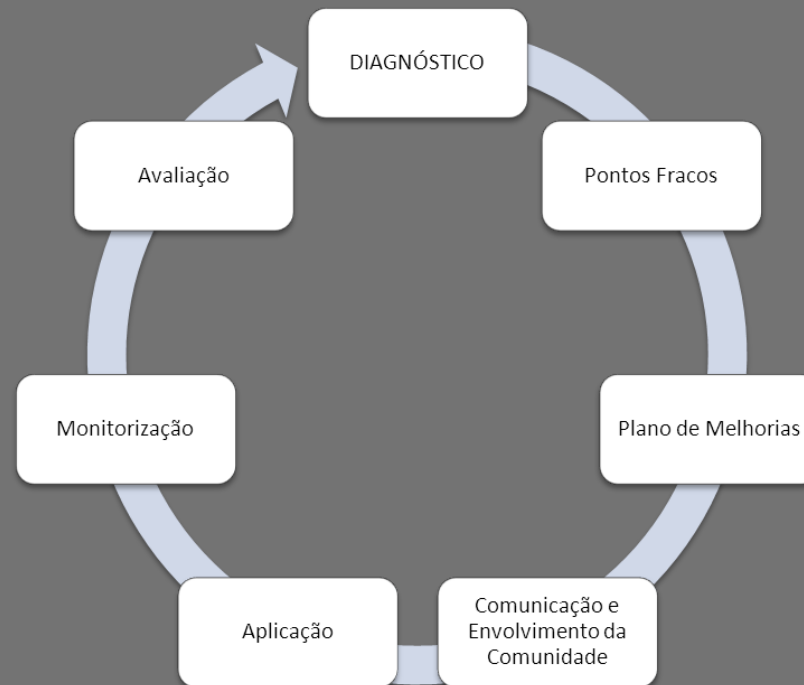 DIAGNÓSTICO
Pontos Fracos
Plano de Melhorias
Comunicação e
Envolvimento da
Comunidade
Aplicação
Monitorização
Avaliação